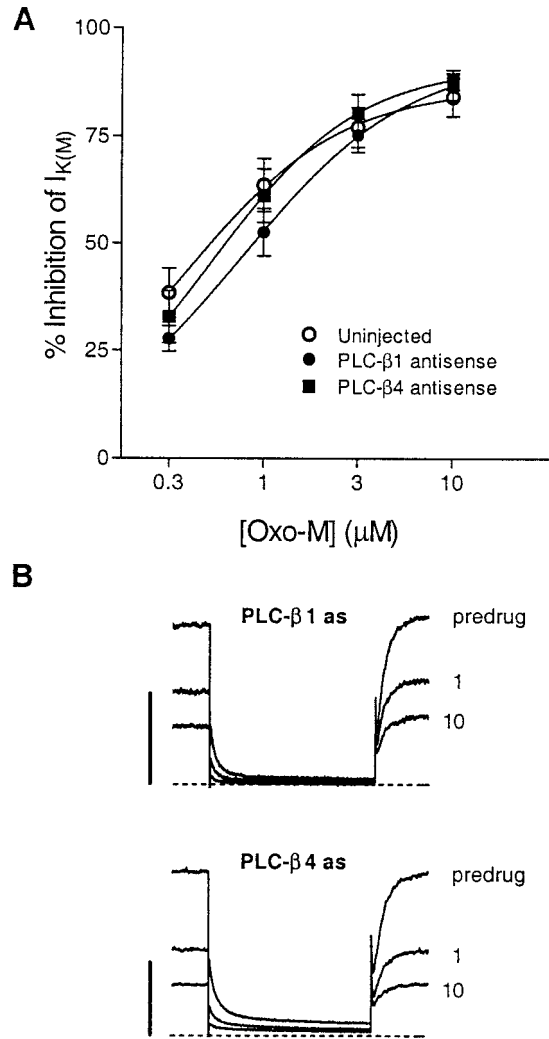 A
100
75
50
25
0
% Inhibition of I_K(M)
Uninjected
PLC-β1 antisense
PLC-β4 antisense
0.3 1 3 10
[Oxo-M] (μM)
B
PLC-β1 as
predrug
1
10
PLC-β4 as
predrug
1
10